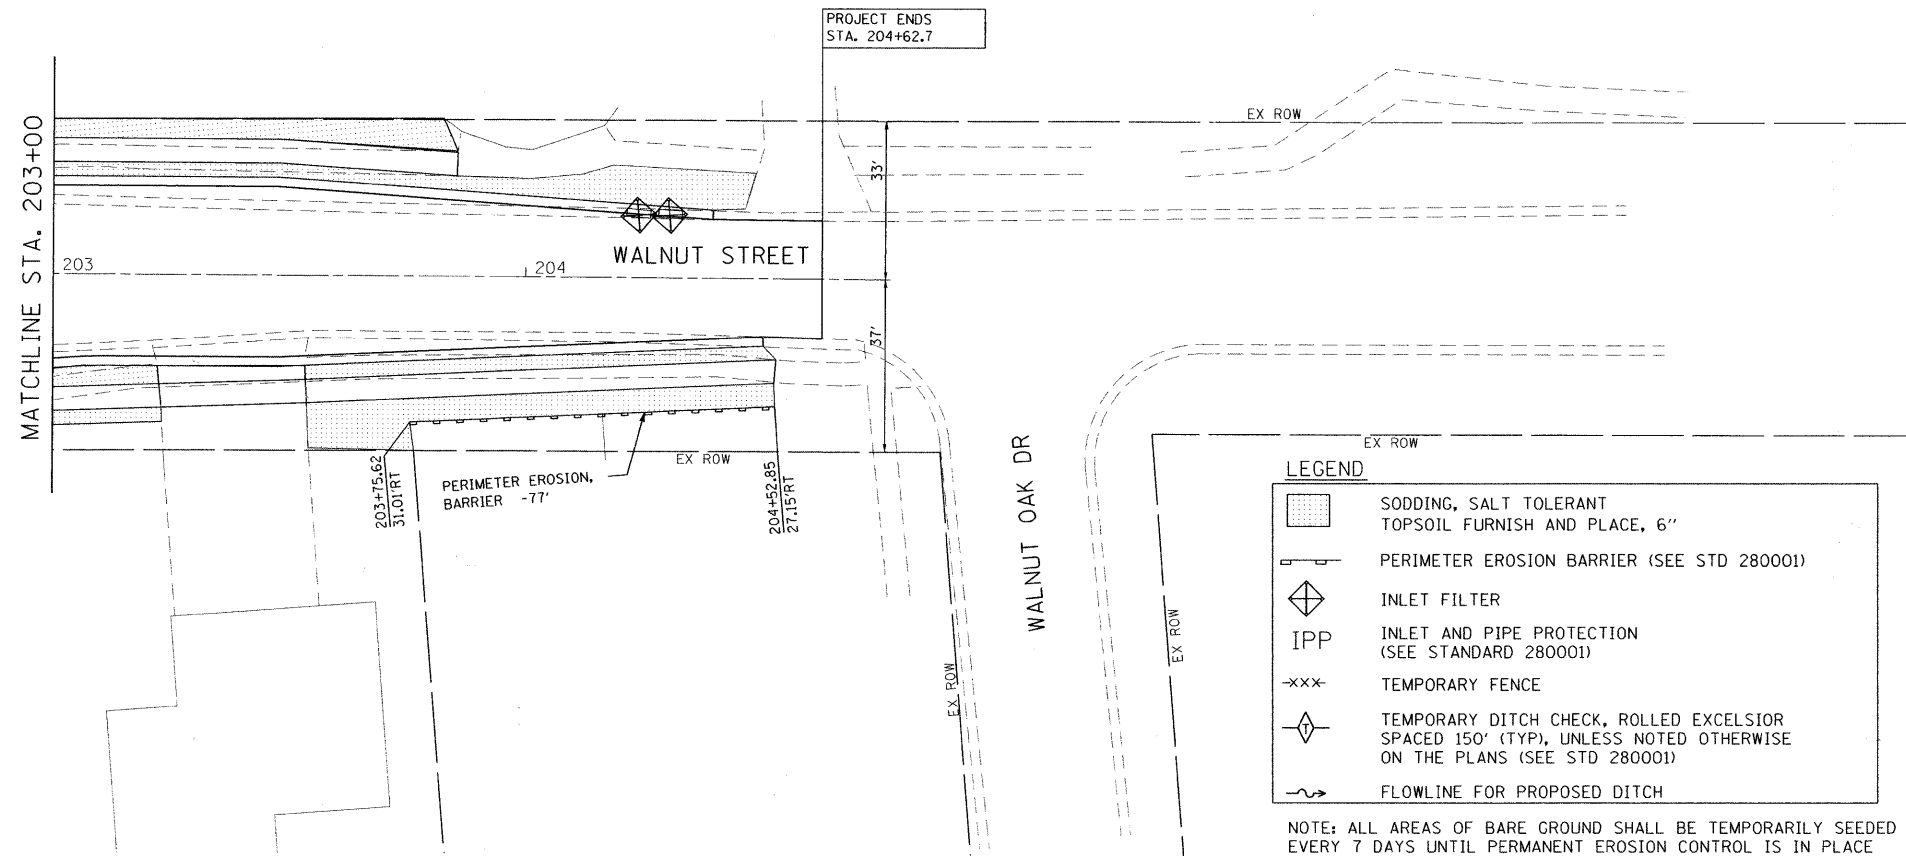 PROJECT ENDS
STA. 204+62.7
MATCHLINE STA. 203+00
EX ROW
33'
WALNUT STREET
203
204
37'
EX ROW
EX ROW
203+75.62
31.01'RT
PERIMETER EROSION,
BARRIER -77'
204+52.85
27.15'RT
WALNUT OAK DR
EX ROW
EX ROW
LEGEND
SODDING, SALT TOLERANT
TOPSOIL FURNISH AND PLACE, 6"
PERIMETER EROSION BARRIER (SEE STD 280001)
INLET FILTER
IPP
INLET AND PIPE PROTECTION
(SEE STANDARD 280001)
-XXX-
TEMPORARY FENCE
T
TEMPORARY DITCH CHECK, ROLLED EXCELSIOR
SPACED 150' (TYP), UNLESS NOTED OTHERWISE
ON THE PLANS (SEE STD 280001)
FLOWLINE FOR PROPOSED DITCH
NOTE: ALL AREAS OF BARE GROUND SHALL BE TEMPORARILY SEEDED
EVERY 7 DAYS UNTIL PERMANENT EROSION CONTROL IS IN PLACE